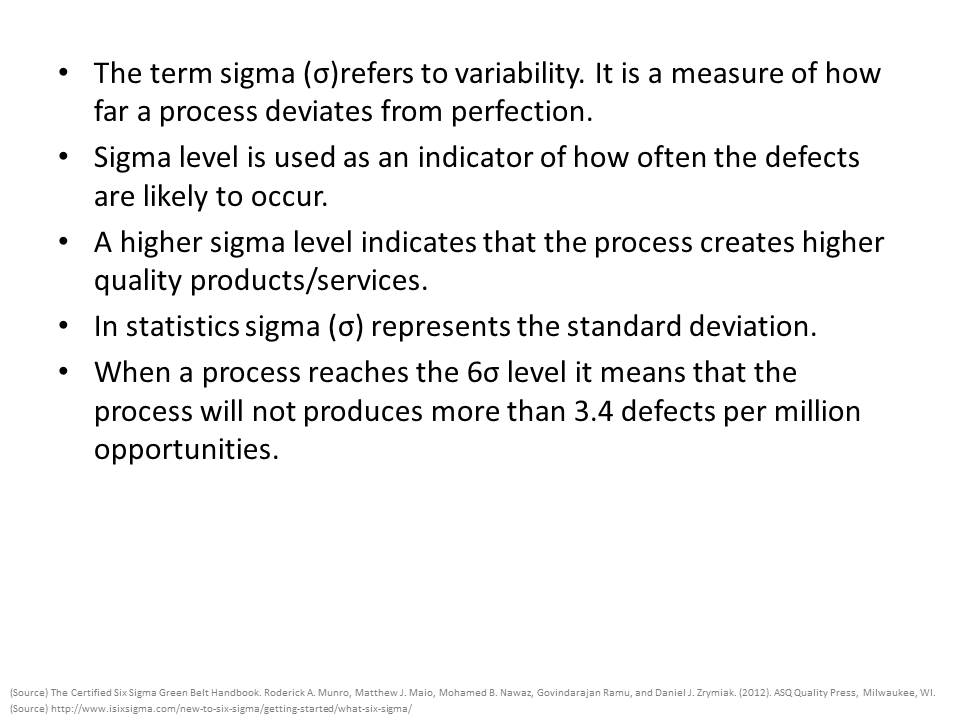 • The term sigma (σ)refers to variability. It is a measure of how
far a process deviates from perfection.
• Sigma level is used as an indicator of how often the defects
are likely to occur.
• A higher sigma level indicates that the process creates higher
quality products/services.
• In statistics sigma (σ) represents the standard deviation.
• When a process reaches the 6σ level it means that the
process will not produces more than 3.4 defects per million
opportunities.
(Source) The Certified Six Sigma Green Belt Handbook. Roderick A. Munro, Matthew J. Maio, Mohamed B. Nawaz, Govindarajan Ramu, and Daniel J. Zrymiak. (2012). ASQ Quality Press, Milwaukee, WI.
(Source) http://www.isixsigma.com/new-to-six-sigma/getting-started/what-six-sigma/